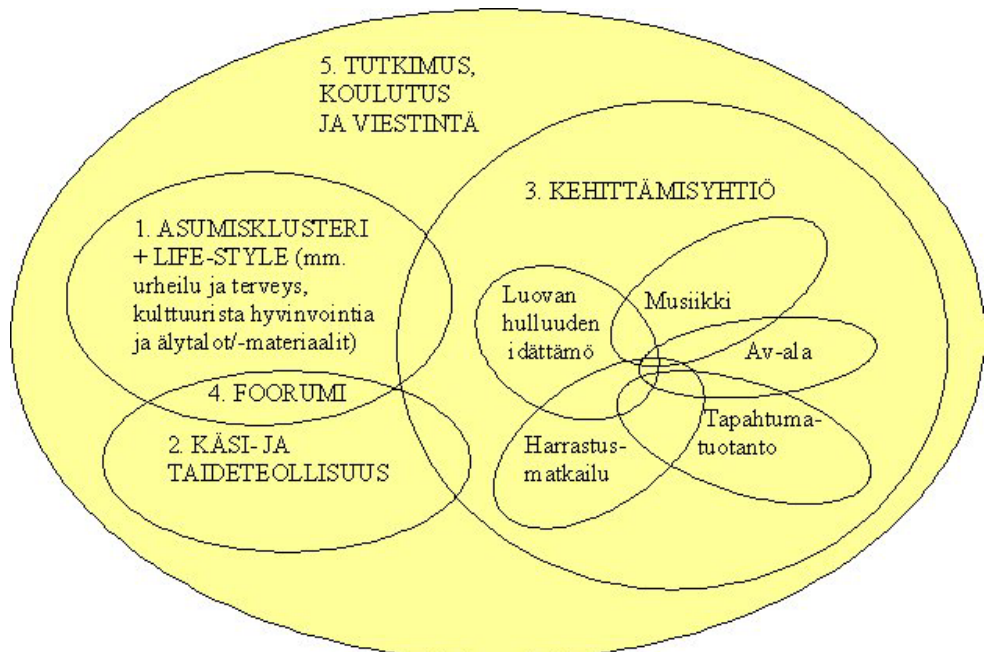 5. TUTKIMUS,
KOULUTUS
JA VIESTINTÄ
1. ASUMISKLUSTERI
+ LIFE-STYLE (mm.
urheilu ja terveys,
kulttuurista hyvinvointia
ja älytalot/-materiaalit)
4. FOORUMI
2. KÄSI- JA
TAIDETEOLLISUUS
3. KEHITTÄMISYHTIÖ
Luovan
hulluuden
idättämö
Musiikki
Av-ala
Tapahtuma-
tuotanto
Harrastus-
matkailu